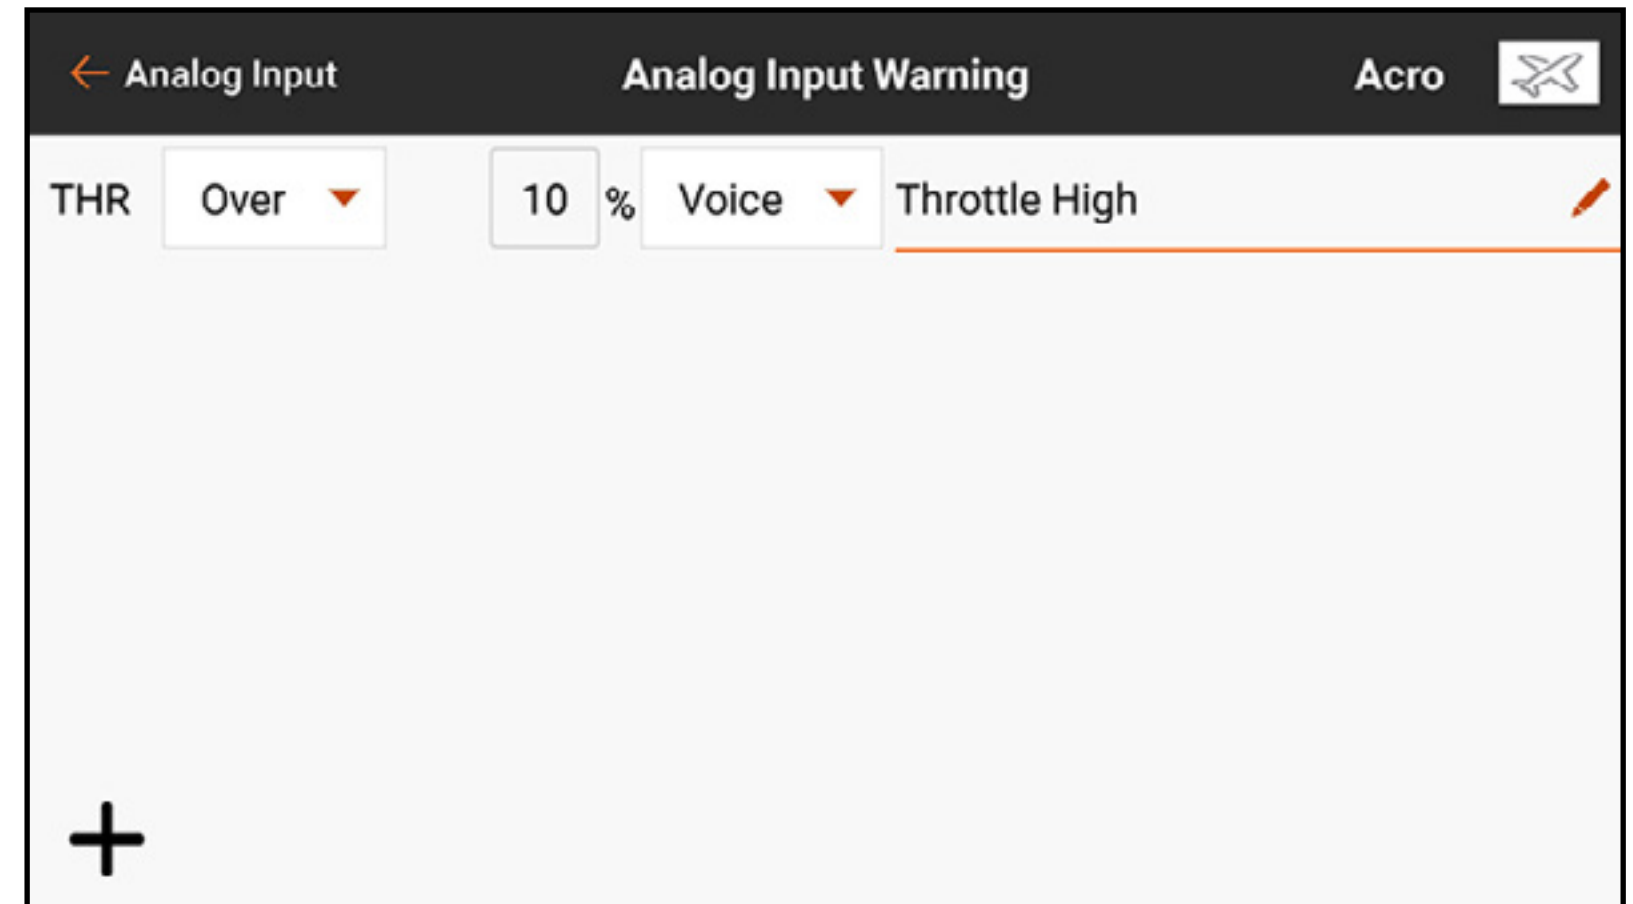 Analog Input Analog Input Warning Acro
THR Over 10 % Voice Throttle High